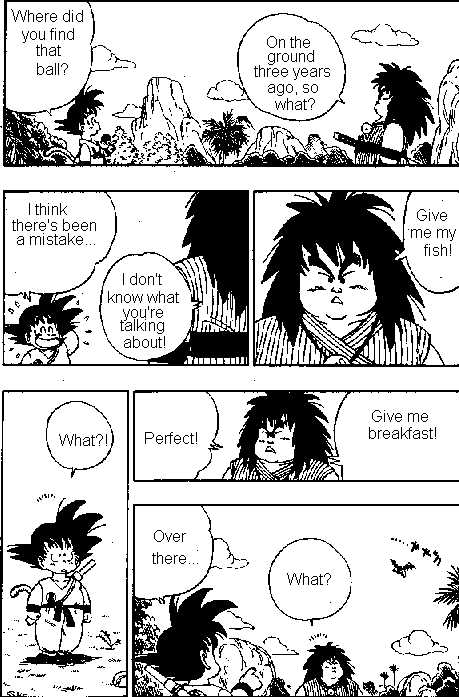 Where did
you find
that
ball?
On the
ground
three years
ago, so
what?
I think
there's been
a mistake...
I don't
know what
you're
talking
about!
Give
me my
fish!
What?!
Perfect!
Give me
breakfast!
Over
there...
What?